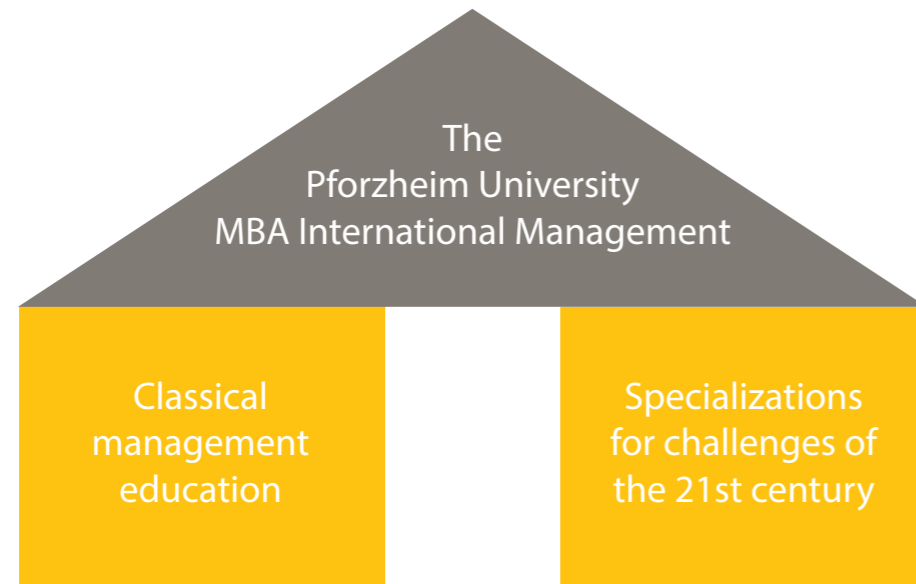 The
Pforzheim University
MBA International Management
Classical
management
education
Specializations
for challenges of
the 21st century